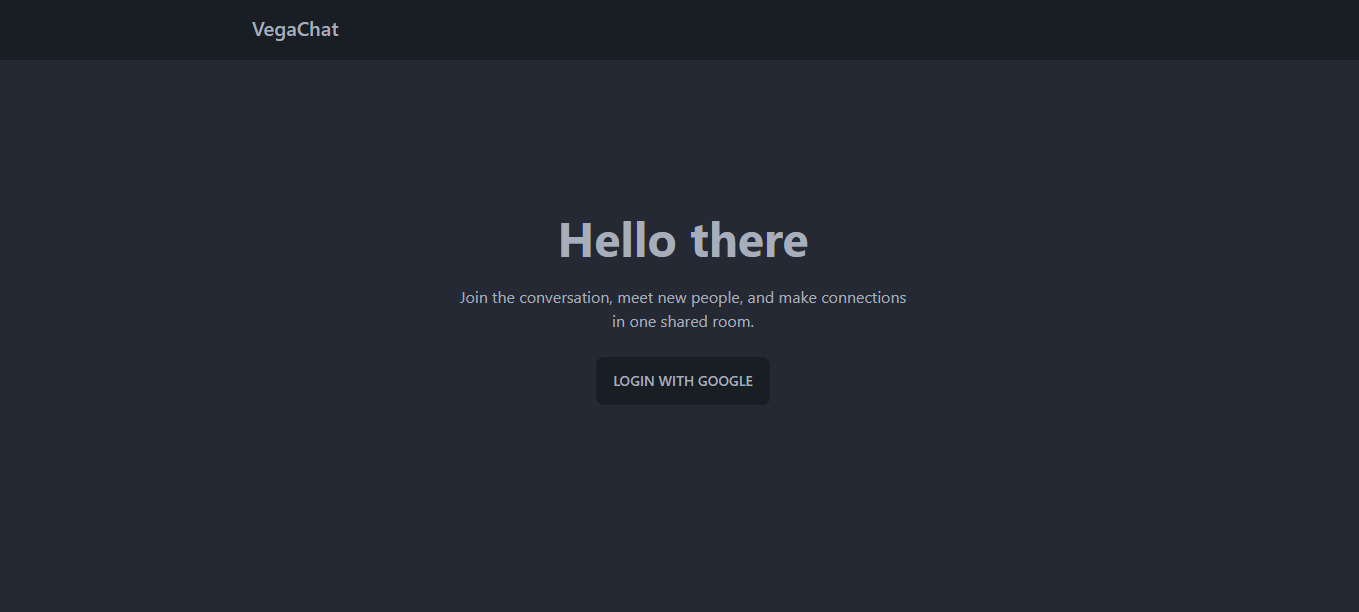 VegaChat
Hello there
Join the conversation, meet new people, and make connections
in one shared room.
LOGIN WITH GOOGLE